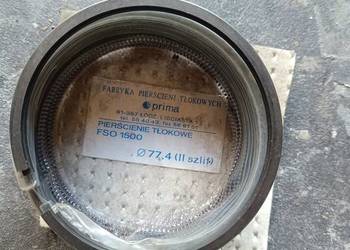 FABRYKA PIERŚCIENI TŁOKOWYCH
prima
PIERŚCIENIE TŁOKOWE
FSO 1500
Ø 77,4 (II szlif)